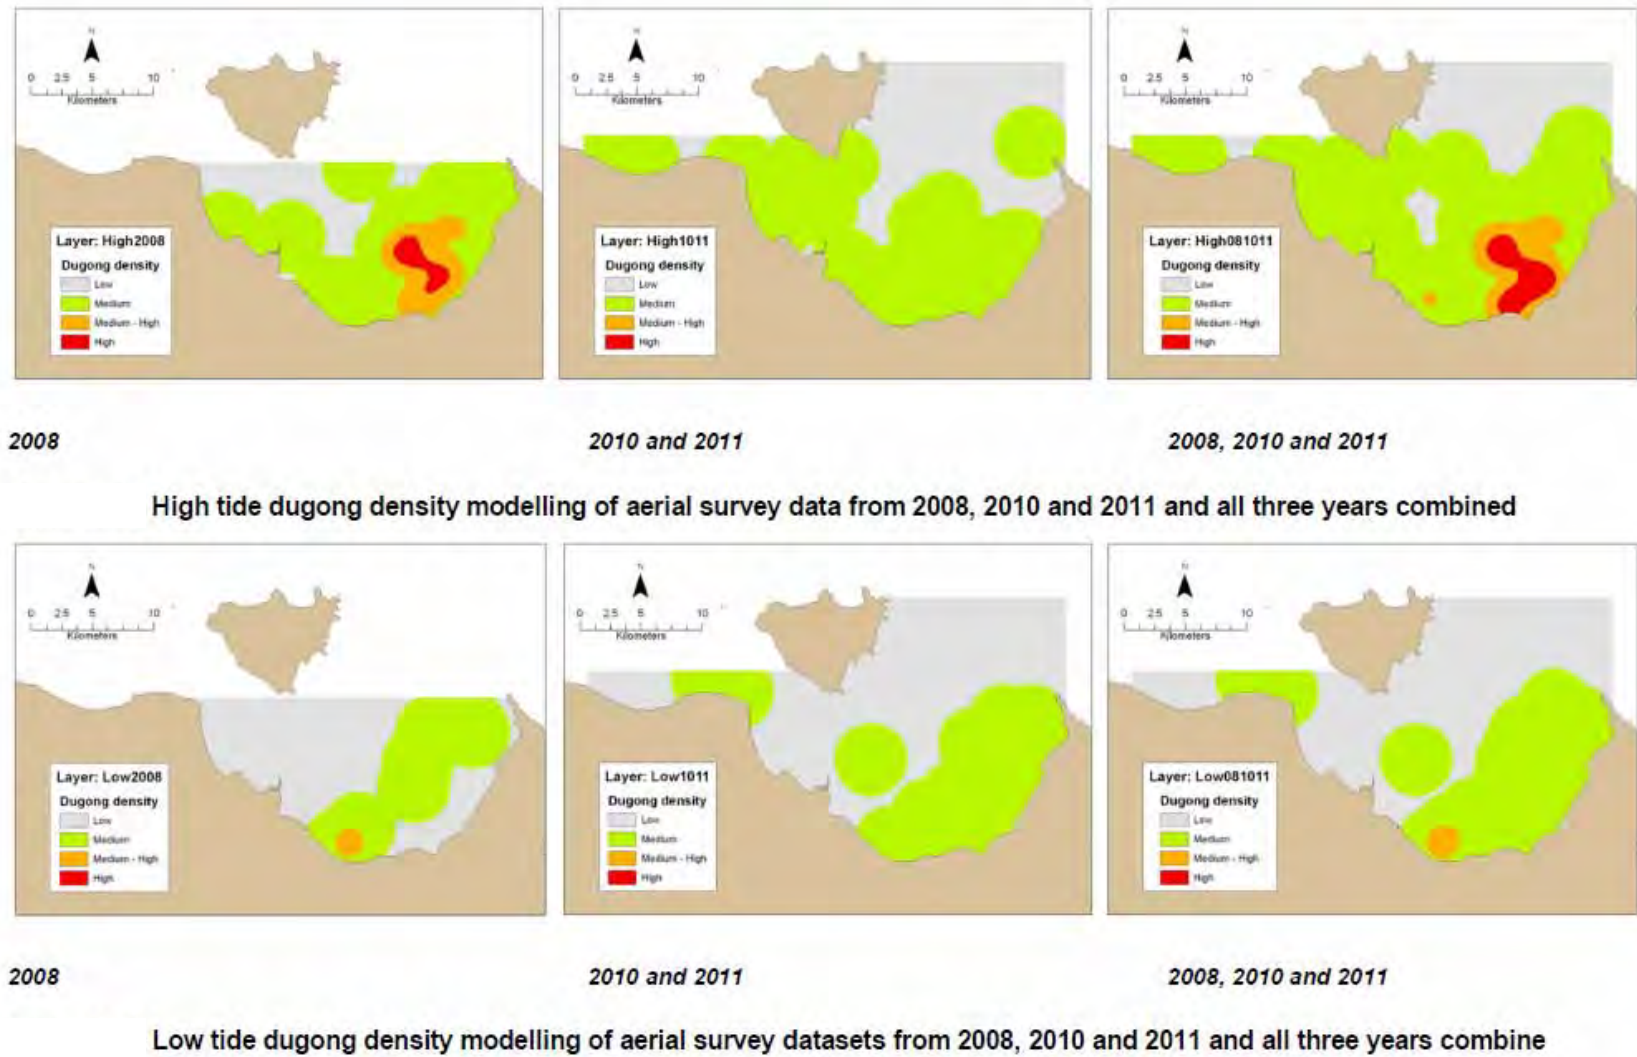 N
0 2.5 5 10
Kilometers
Layer: High2008
Dugong density
Low
Medium
Medium - High
High
N
0 2.5 5 10
Kilometers
Layer: High1011
Dugong density
Low
Medium
Medium - High
High
N
0 2.5 5 10
Kilometers
Layer: High081011
Dugong density
Low
Medium
Medium - High
High
2008
2010 and 2011
2008, 2010 and 2011
High tide dugong density modelling of aerial survey data from 2008, 2010 and 2011 and all three years combined
N
0 2.5 5 10
Kilometers
Layer: Low2008
Dugong density
Low
Medium
Medium - High
High
N
0 2.5 5 10
Kilometers
Layer: Low1011
Dugong density
Low
Medium
Medium - High
High
N
0 2.5 5 10
Kilometers
Layer: Low081011
Dugong density
Low
Medium
Medium - High
High
2008
2010 and 2011
2008, 2010 and 2011
Low tide dugong density modelling of aerial survey datasets from 2008, 2010 and 2011 and all three years combine